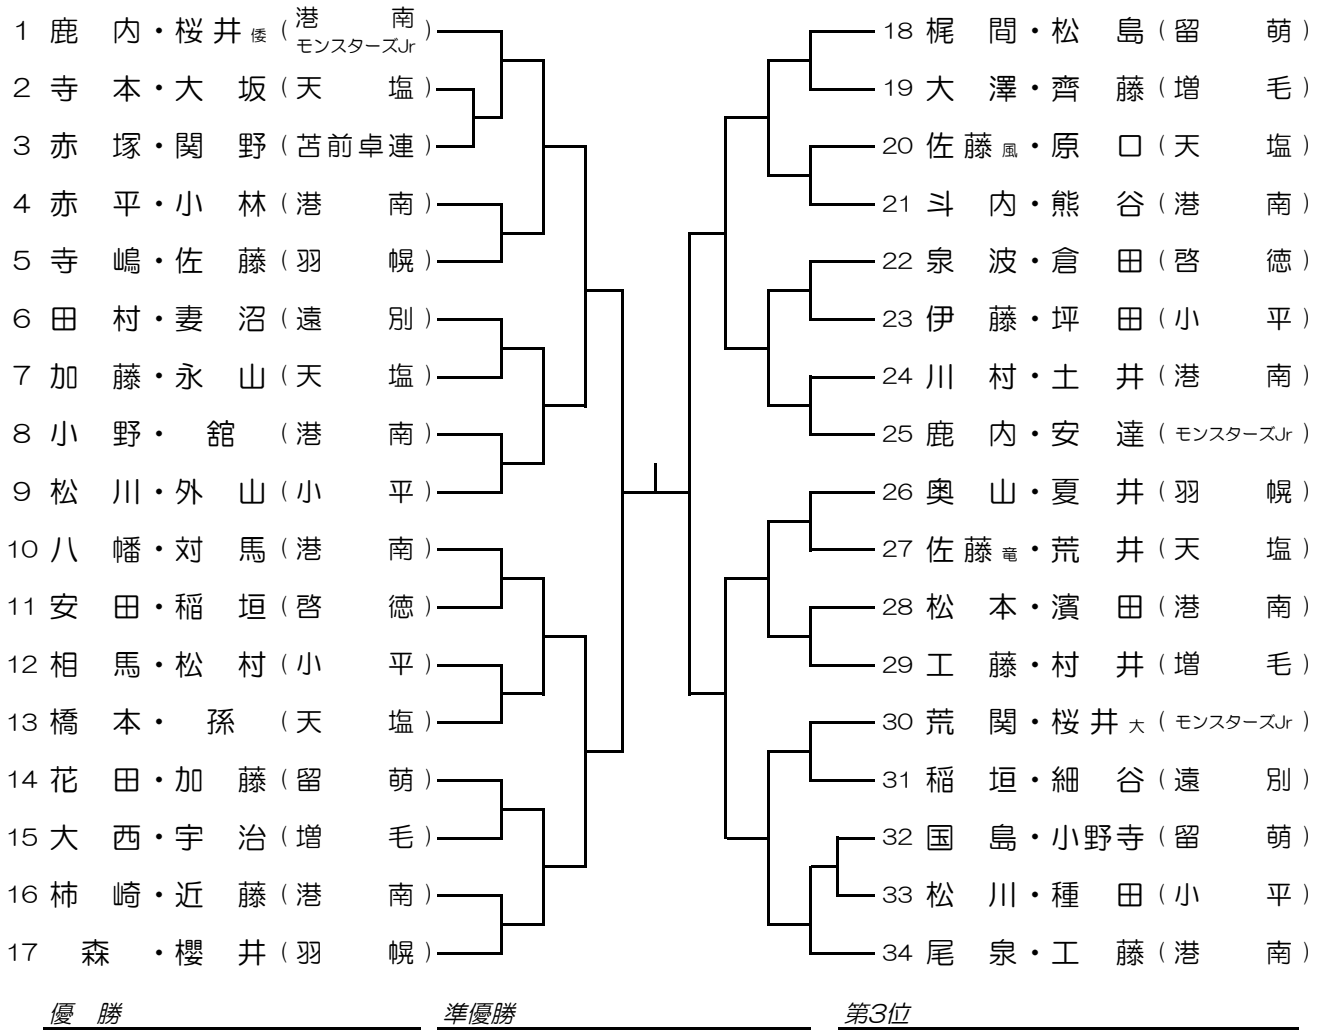 1 鹿内・桜井倭(港南モンスターズJr)
2 寺本・大坂(天塩)
3 赤塚・関野(苫前卓連)
4 赤平・小林(港南)
5 寺嶋・佐藤(羽幌)
6 田村・妻沼(遠別)
7 加藤・永山(天塩)
8 小野・舘(港南)
9 松川・外山(小平)
10 八幡・対馬(港南)
11 安田・稲垣(啓徳)
12 相馬・松村(小平)
13 橋本・孫(天塩)
14 花田・加藤(留萌)
15 大西・宇治(増毛)
16 柿崎・近藤(港南)
17 森・櫻井(羽幌)
18 梶間・松島(留萌)
19 大澤・齊藤(増毛)
20 佐藤風・原口(天塩)
21 斗内・熊谷(港南)
22 泉波・倉田(啓徳)
23 伊藤・坪田(小平)
24 川村・土井(港南)
25 鹿内・安達(モンスターズJr)
26 奥山・夏井(羽幌)
27 佐藤竜・荒井(天塩)
28 松本・濱田(港南)
29 工藤・村井(増毛)
30 荒関・桜井大(モンスターズJr)
31 稲垣・細谷(遠別)
32 国島・小野寺(留萌)
33 松川・種田(小平)
34 尾泉・工藤(港南)
優勝 準優勝 第3位